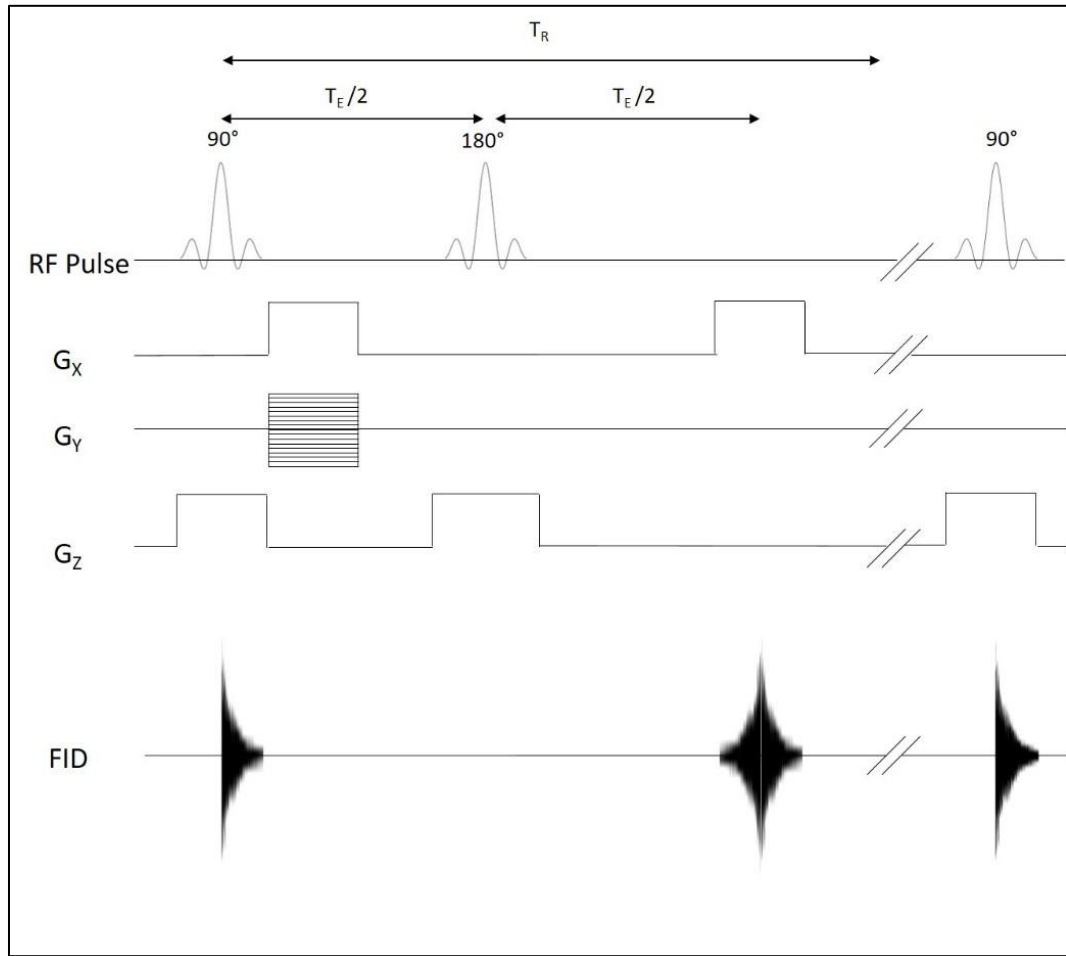 T_R
T_E/2 T_E/2
90° 180° 90°
RF Pulse
G_X
G_Y
G_Z
FID